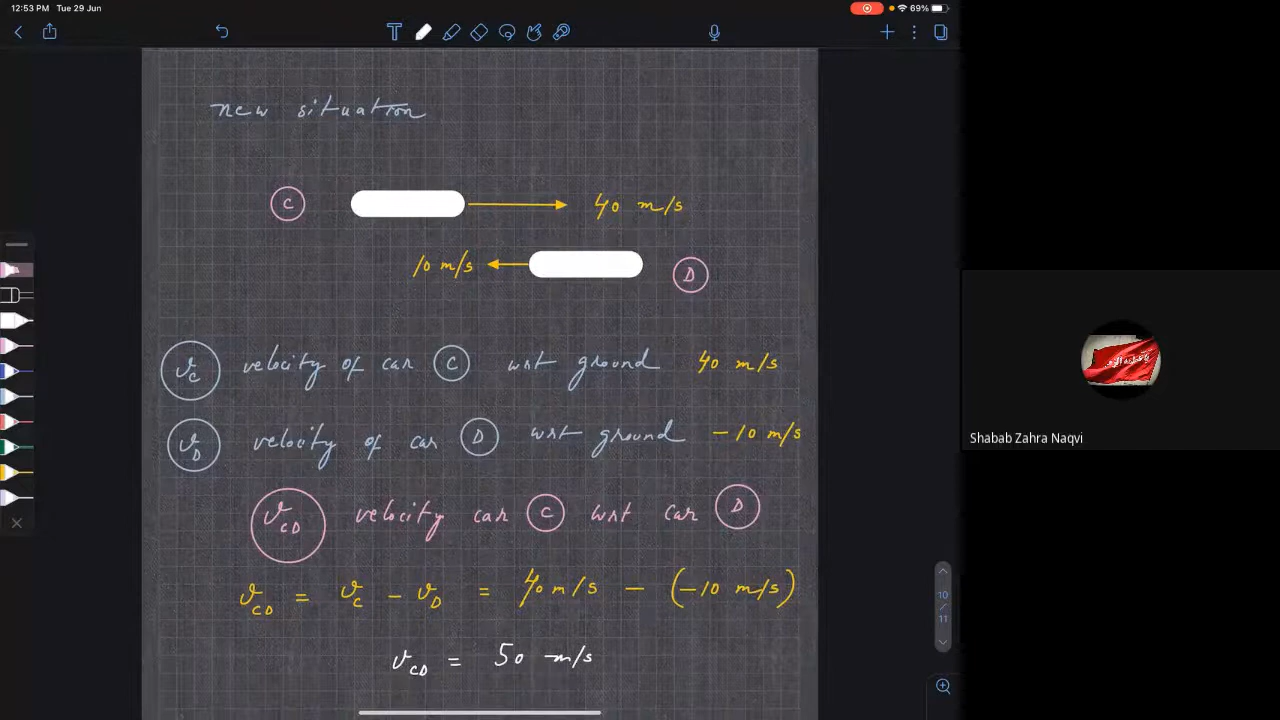 12:53 PM Tue 29 Jun
69%
new situation
C
40 m/s
10 m/s
D
v_C velocity of car C wrt ground 40 m/s
v_D velocity of car D wrt ground -10 m/s
v_CD velocity car C wrt car D
v_CD = v_C - v_D = 40 m/s - (-10 m/s)
v_CD = 50 m/s
10
/
11
Shabab Zahra Naqvi